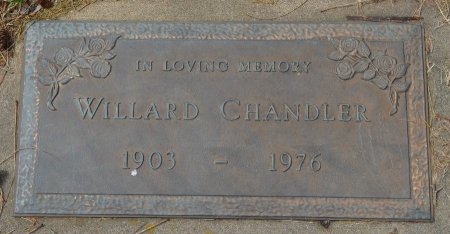 IN LOVING MEMORY
WILLARD CHANDLER
1903 - 1976